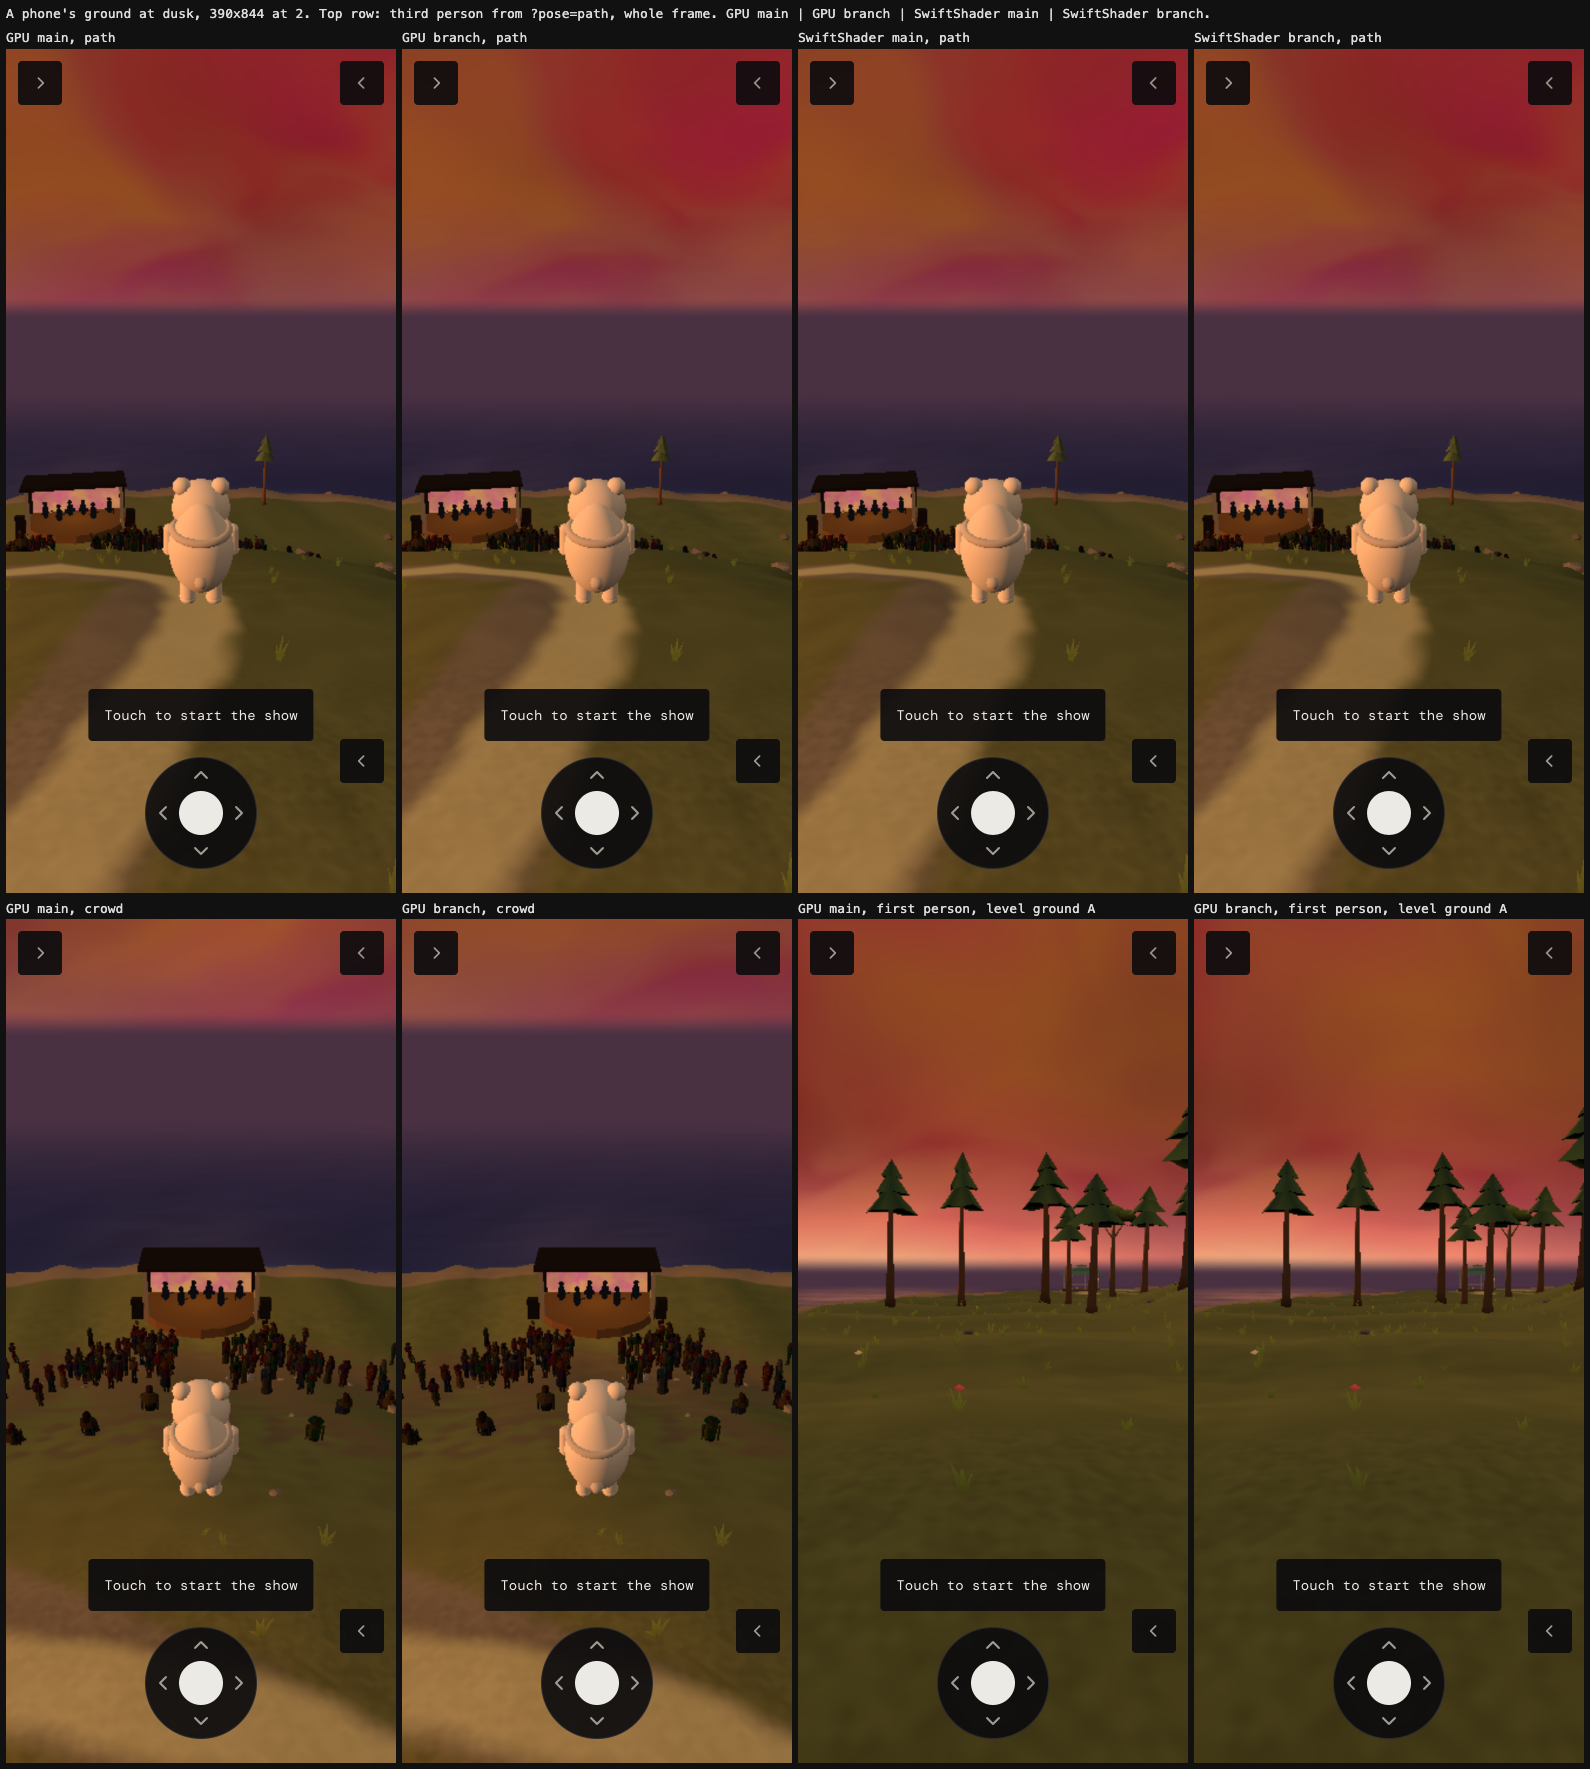 A phone's ground at dusk, 390x844 at 2. Top row: third person from ?pose=path, whole frame. GPU main | GPU branch | SwiftShader main | SwiftShader branch.
GPU main, path
GPU branch, path
SwiftShader main, path
SwiftShader branch, path
Touch to start the show
Touch to start the show
Touch to start the show
Touch to start the show
GPU main, crowd
GPU branch, crowd
GPU main, first person, level ground A
GPU branch, first person, level ground A
Touch to start the show
Touch to start the show
Touch to start the show
Touch to start the show